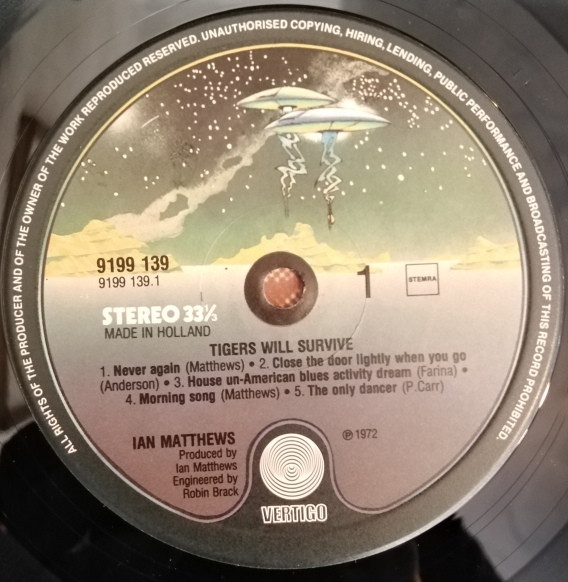 ALL RIGHTS OF THE PRODUCER AND OF THE OWNER OF THE WORK REPRODUCED RESERVED. UNAUTHORISED COPYING, HIRING, LENDING, PUBLIC PERFORMANCE AND BROADCASTING OF THIS RECORD PROHIBITED.
9199 139
9199 139.1
1
STEMRA
STEREO 33⅓
MADE IN HOLLAND
TIGERS WILL SURVIVE
1. Never again (Matthews) • 2. Close the door lightly when you go
(Anderson) • 3. House un-American blues activity dream (Farina) •
4. Morning song (Matthews) • 5. The only dancer (P.Carr)
IAN MATTHEWS
Produced by
Ian Matthews
Engineered by
Robin Brack
℗ 1972
VERTIGO